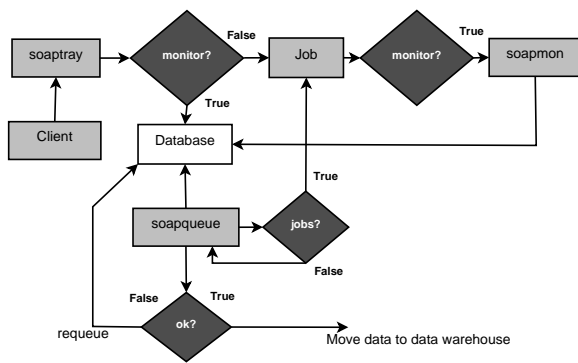 False
True
soaptray
monitor?
Job
monitor?
soapmon
True
Client
Database
True
soapqueue
jobs?
False
False
True
requeue
ok?
Move data to data warehouse